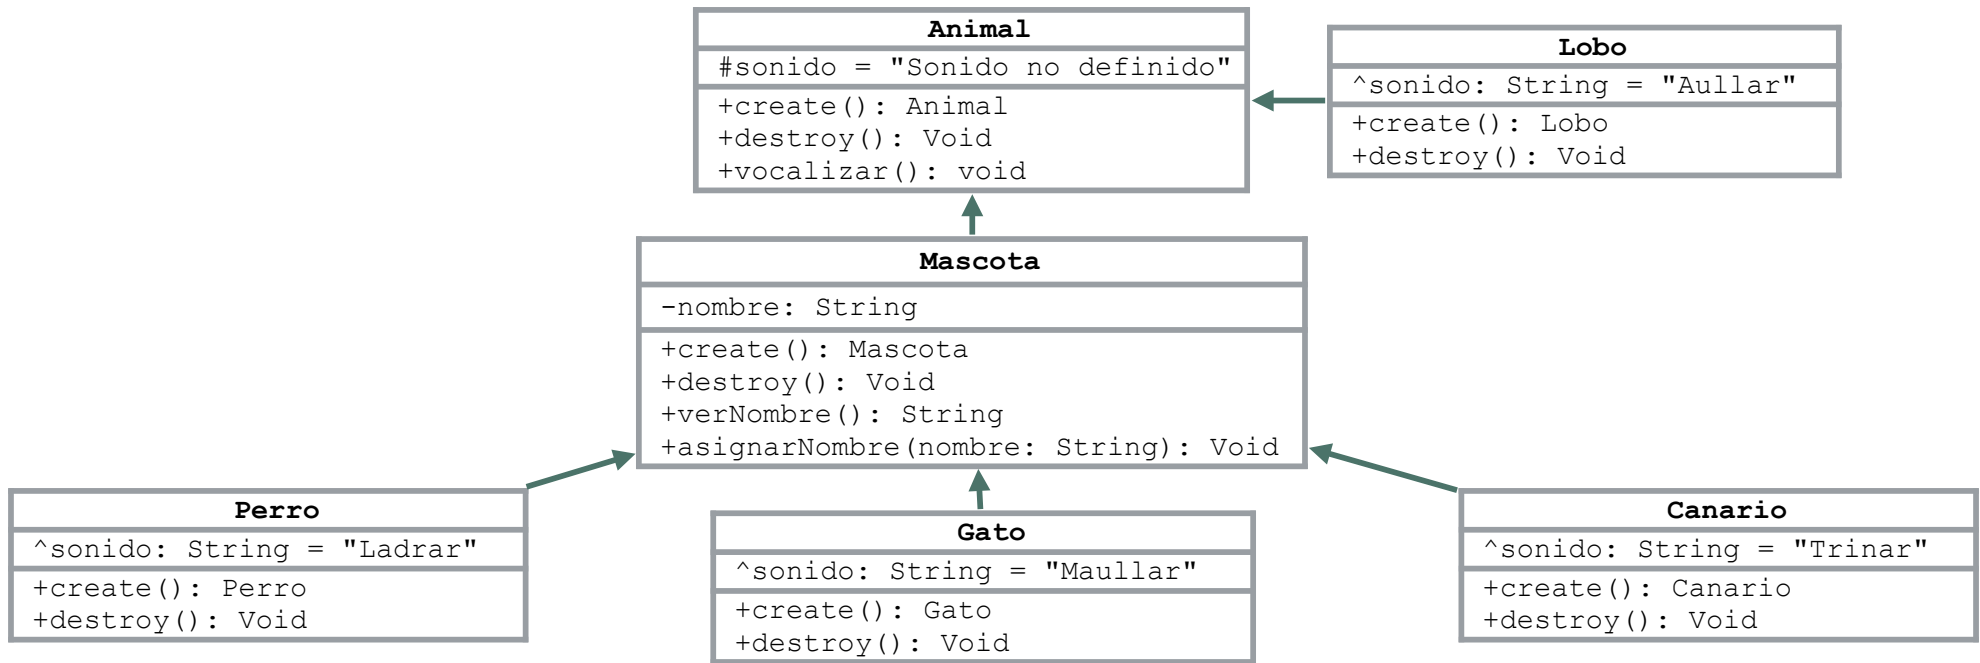 Animal
#sonido = "Sonido no definido"
+create(): Animal
+destroy(): Void
+vocalizar(): void
Lobo
^sonido: String = "Aullar"
+create(): Lobo
+destroy(): Void
Mascota
-nombre: String
+create(): Mascota
+destroy(): Void
+verNombre(): String
+asignarNombre(nombre: String): Void
Perro
^sonido: String = "Ladrar"
+create(): Perro
+destroy(): Void
Gato
^sonido: String = "Maullar"
+create(): Gato
+destroy(): Void
Canario
^sonido: String = "Trinar"
+create(): Canario
+destroy(): Void